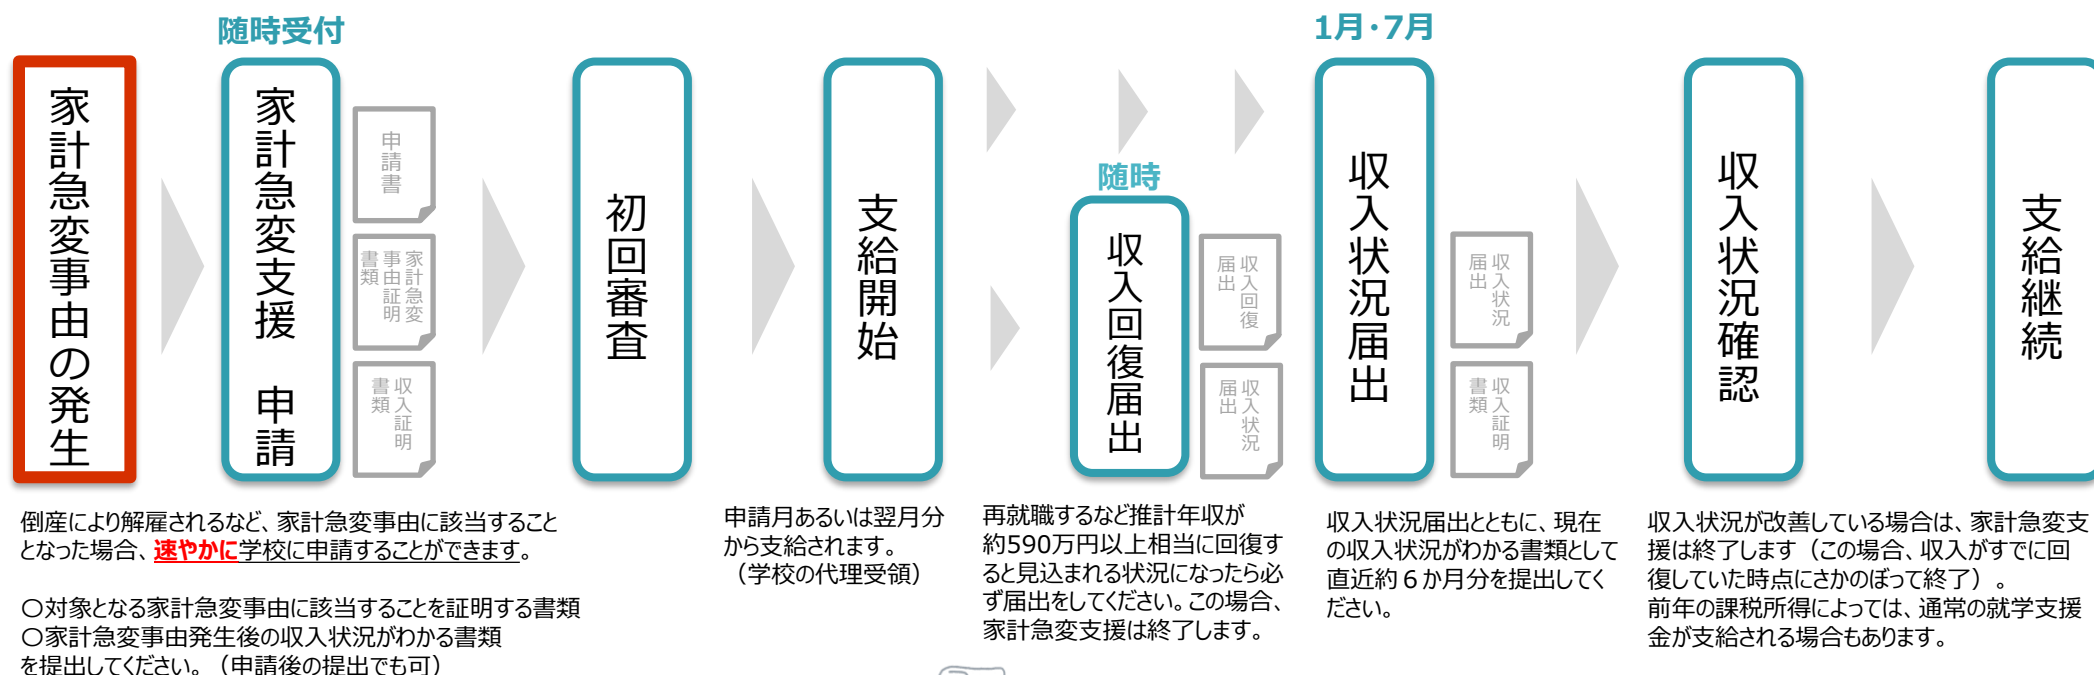 随時受付
1月・7月
家計急変事由の発生
家計急変支援　申請
申請書
家計急変
事由証明
書類
収入証明
書類
初回審査
支給開始
随時
収入回復届出
収入回復
届出
収入状況
届出
収入状況届出
収入状況
届出
収入証明
書類
収入状況確認
支給継続
倒産により解雇されるなど、家計急変事由に該当すること
となった場合、速やかに学校に申請することができます。
〇対象となる家計急変事由に該当することを証明する書類
〇家計急変事由発生後の収入状況がわかる書類
を提出してください。（申請後の提出でも可）
申請月あるいは翌月分
から支給されます。
（学校の代理受領）
再就職するなど推計年収が
約590万円以上相当に回復す
ると見込まれる状況になったら必
ず届出をしてください。この場合、
家計急変支援は終了します。
収入状況届出とともに、現在
の収入状況がわかる書類として
直近約６か月分を提出してく
ださい。
収入状況が改善している場合は、家計急変支
援は終了します（この場合、収入がすでに回
復していた時点にさかのぼって終了）。
前年の課税所得によっては、通常の就学支援
金が支給される場合もあります。